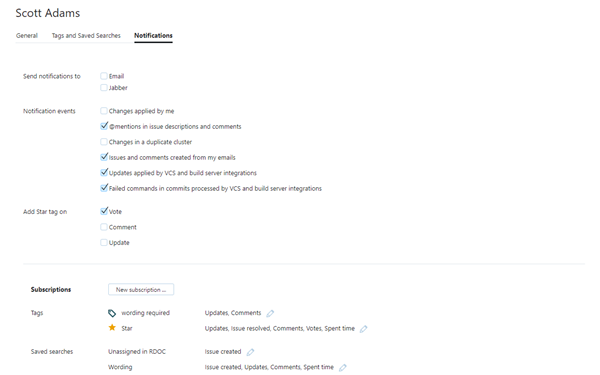 Scott Adams
General Tags and Saved Searches Notifications
Send notifications to Email
Jabber
Notification events Changes applied by me
@mentions in issue descriptions and comments
Changes in a duplicate cluster
Issues and comments created from my emails
Updates applied by VCS and build server integrations
Failed commands in commits processed by VCS and build server integrations
Add Star tag on Vote
Comment
Update
Subscriptions New subscription ...
Tags wording required Updates, Comments
Star Updates, Issue resolved, Comments, Votes, Spent time
Saved searches Unassigned in RDOC Issue created
Wording Issue created, Updates, Comments, Spent time